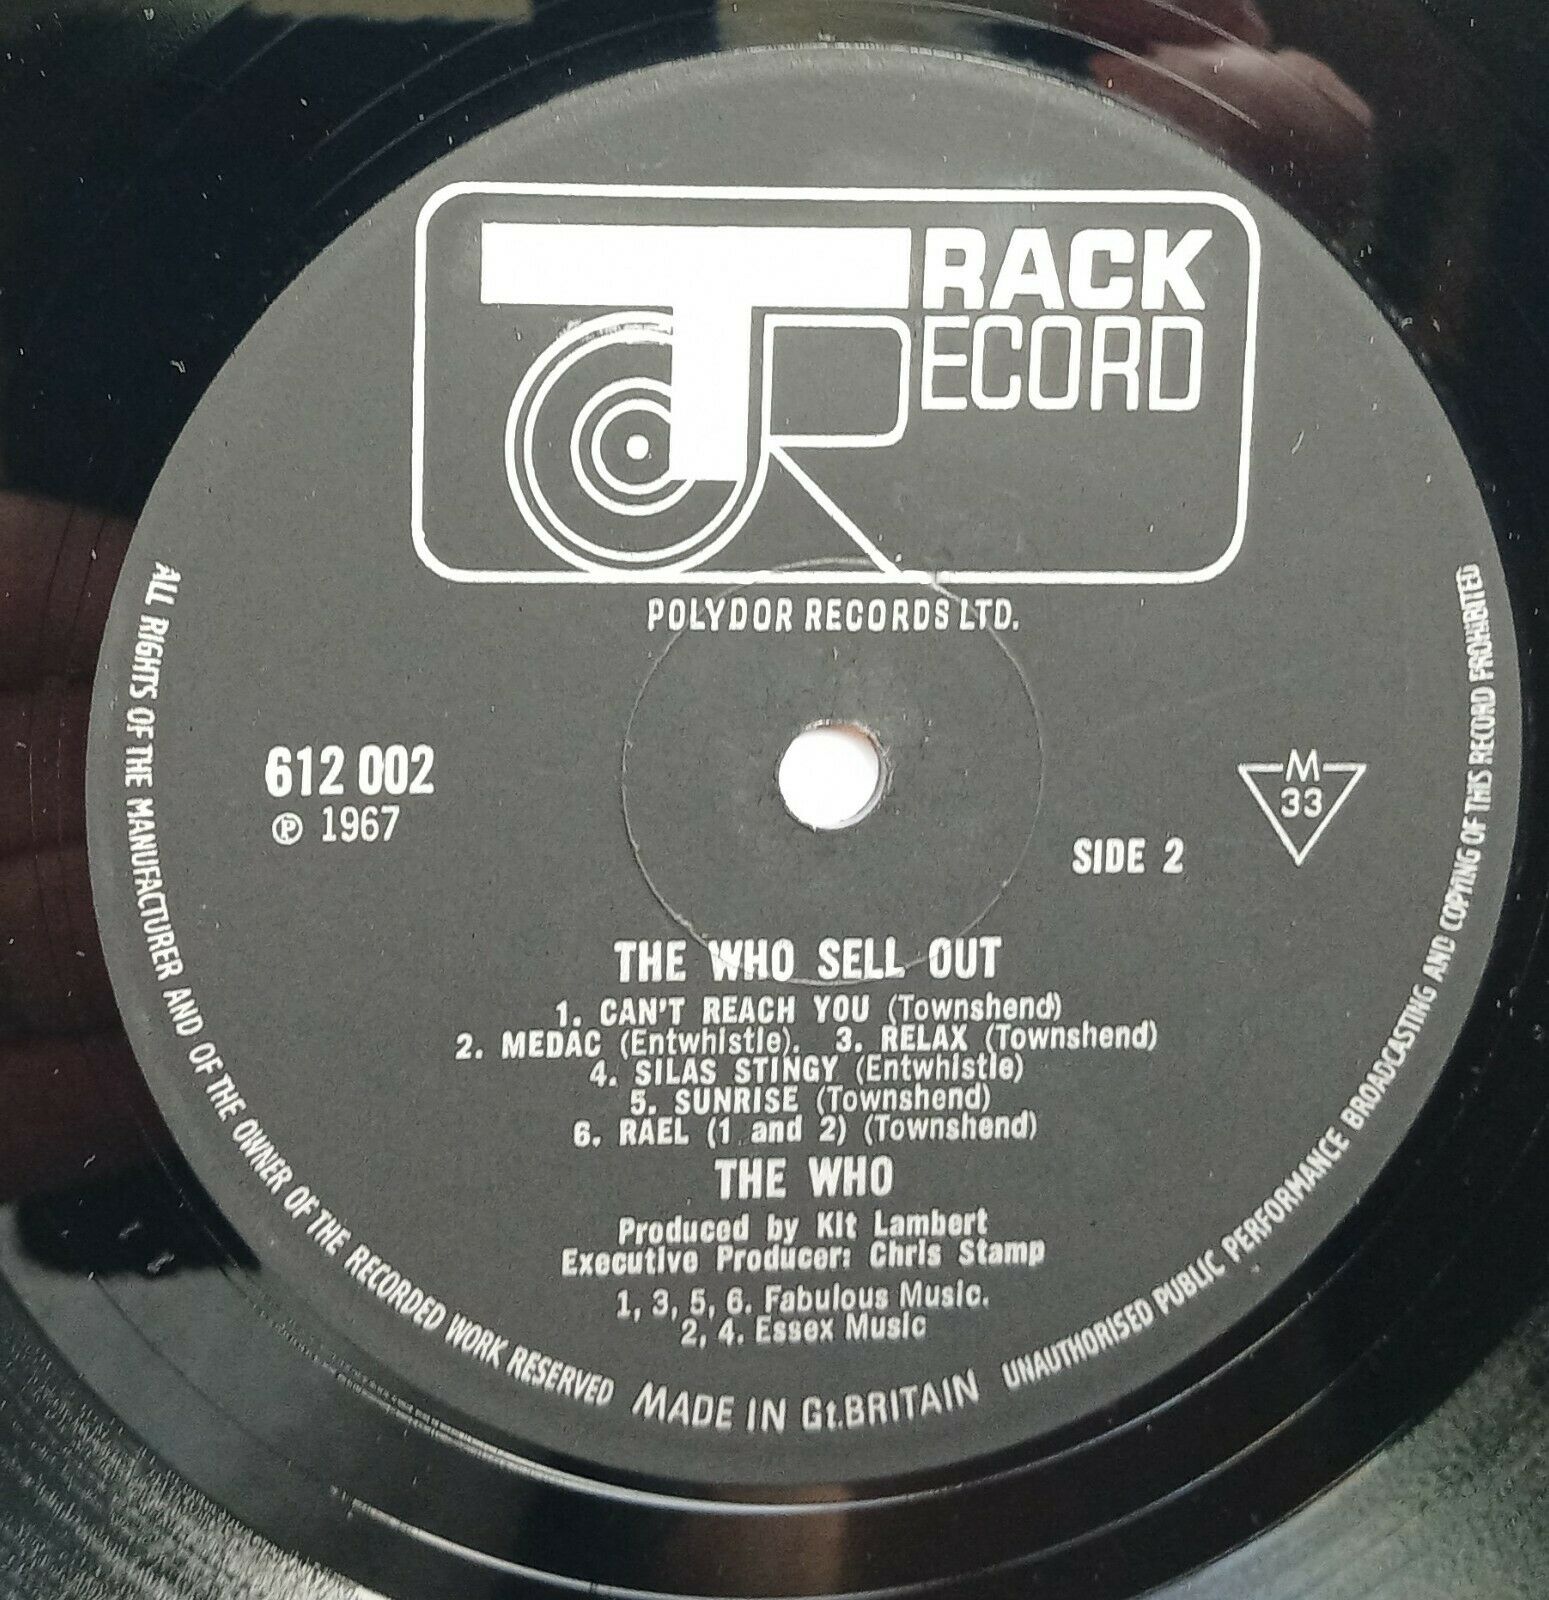 TRACK
RECORD
POLYDOR RECORDS LTD.
612 002
℗ 1967
M
33
SIDE 2
THE WHO SELL OUT
1. CAN'T REACH YOU (Townshend)
2. MEDAC (Entwhistle). 3. RELAX (Townshend)
4. SILAS STINGY (Entwhistle)
5. SUNRISE (Townshend)
6. RAEL (1 and 2) (Townshend)
THE WHO
Produced by Kit Lambert
Executive Producer: Chris Stamp
1, 3, 5, 6. Fabulous Music.
2, 4. Essex Music
ALL RIGHTS OF THE MANUFACTURER AND OF THE OWNER OF THE RECORDED WORK RESERVED MADE IN Gt.BRITAIN UNAUTHORISED PUBLIC PERFORMANCE BROADCASTING AND COPYING OF THIS RECORD PROHIBITED